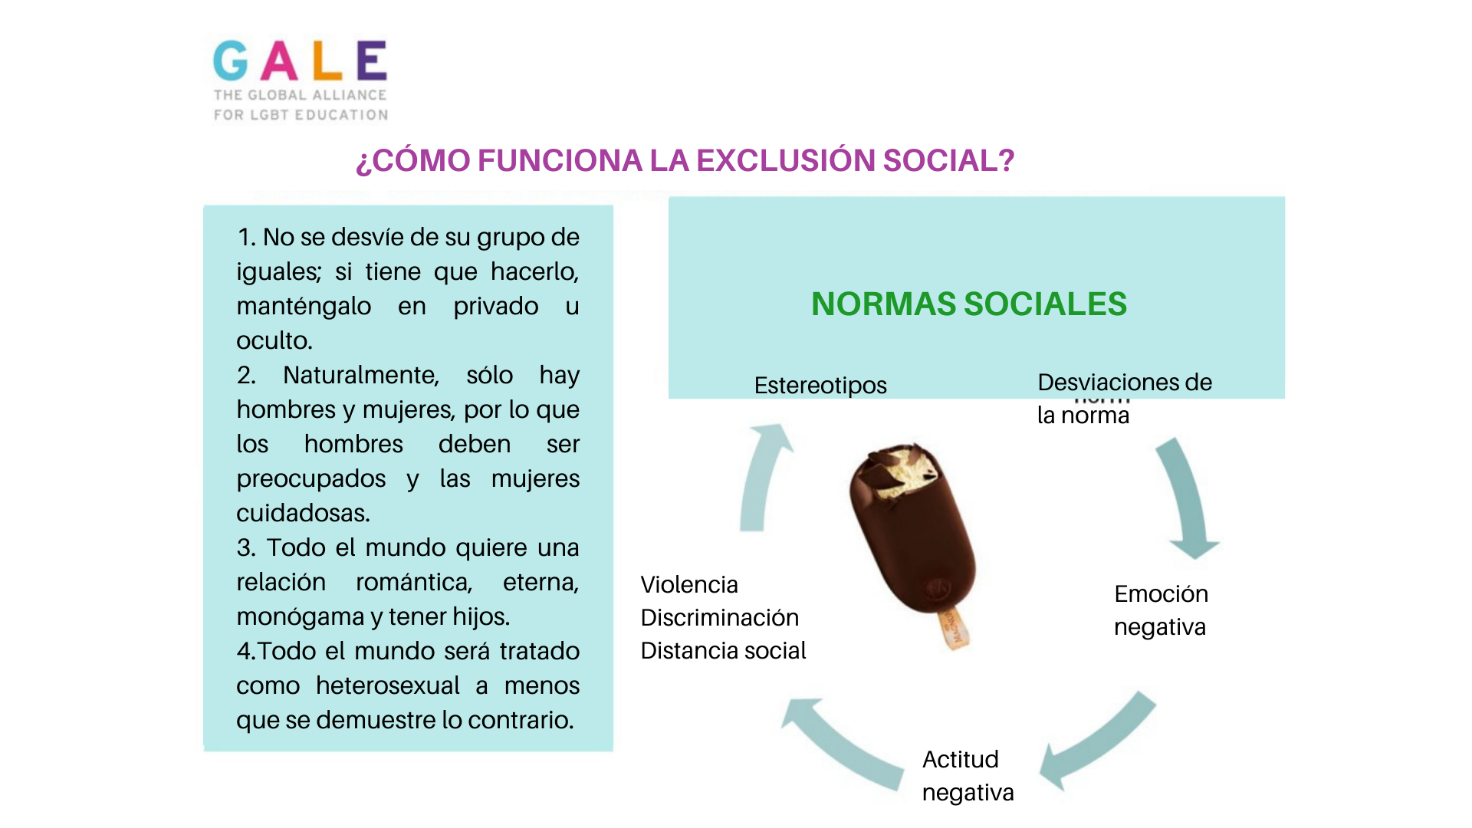 GALE
THE GLOBAL ALLIANCE
FOR LGBT EDUCATION
¿CÓMO FUNCIONA LA EXCLUSIÓN SOCIAL?
1. No se desvíe de su grupo de
iguales; si tiene que hacerlo,
manténgalo en privado u
oculto.
2. Naturalmente, sólo hay
hombres y mujeres, por lo que
los hombres deben ser
preocupados y las mujeres
cuidadosas.
3. Todo el mundo quiere una
relación romántica, eterna,
monógama y tener hijos.
4.Todo el mundo será tratado
como heterosexual a menos
que se demuestre lo contrario.
NORMAS SOCIALES
Estereotipos
Desviaciones de
la norma
Emoción
negativa
Actitud
negativa
Violencia
Discriminación
Distancia social